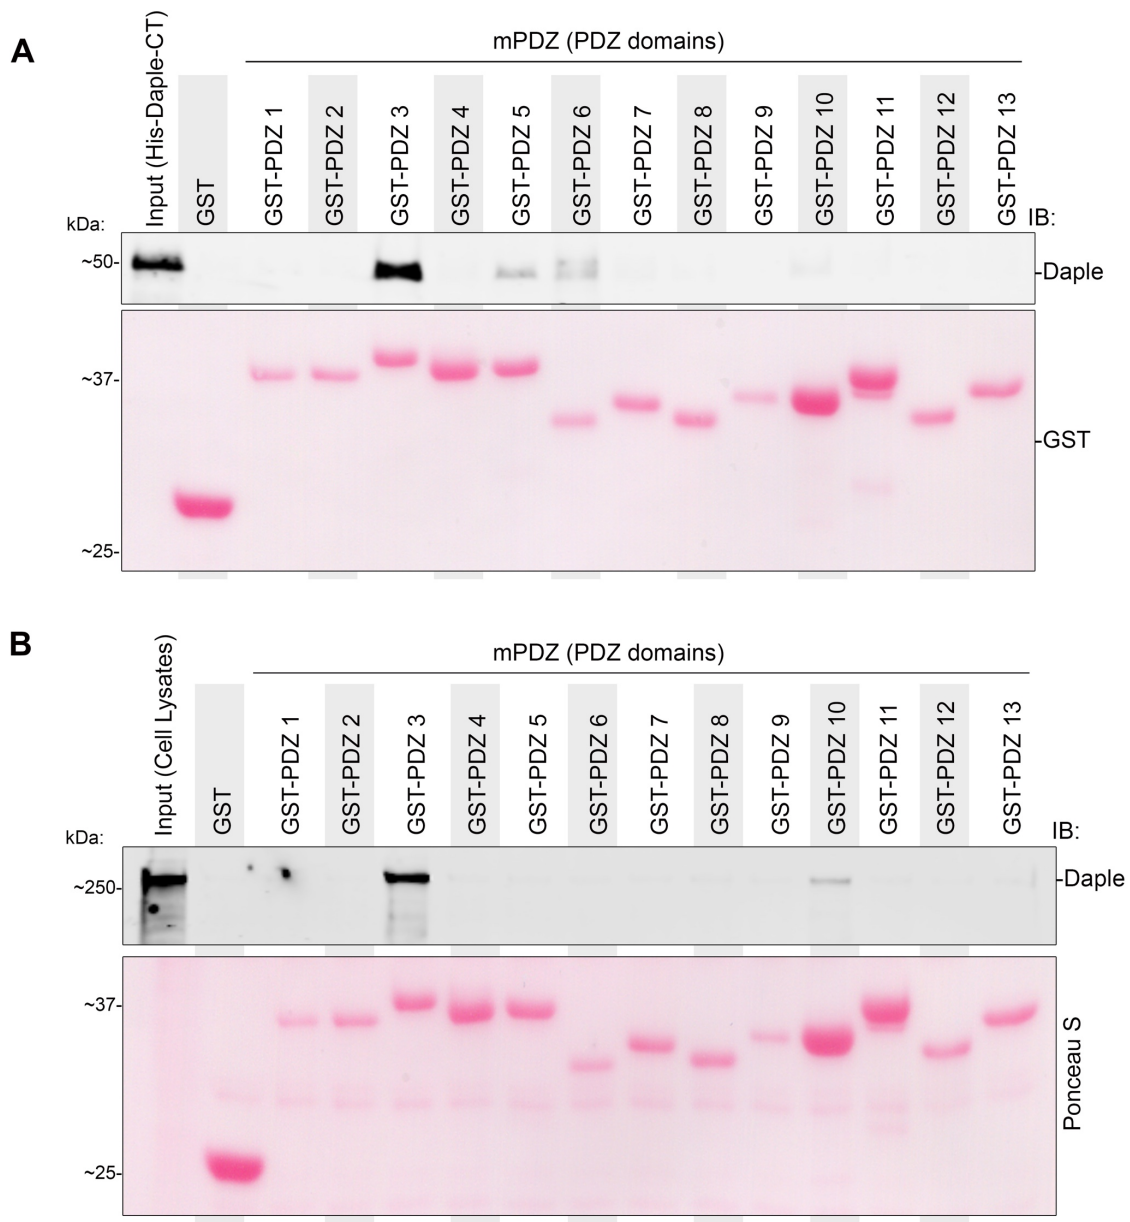 A
mPDZ (PDZ domains)
Input (His-Daple-CT)
GST
GST-PDZ 1
GST-PDZ 2
GST-PDZ 3
GST-PDZ 4
GST-PDZ 5
GST-PDZ 6
GST-PDZ 7
GST-PDZ 8
GST-PDZ 9
GST-PDZ 10
GST-PDZ 11
GST-PDZ 12
GST-PDZ 13
kDa:
IB:
~50-
-Daple
~37-
-GST
~25-
B
mPDZ (PDZ domains)
Input (Cell Lysates)
GST
GST-PDZ 1
GST-PDZ 2
GST-PDZ 3
GST-PDZ 4
GST-PDZ 5
GST-PDZ 6
GST-PDZ 7
GST-PDZ 8
GST-PDZ 9
GST-PDZ 10
GST-PDZ 11
GST-PDZ 12
GST-PDZ 13
kDa:
IB:
~250-
-Daple
~37-
Ponceau S
~25-